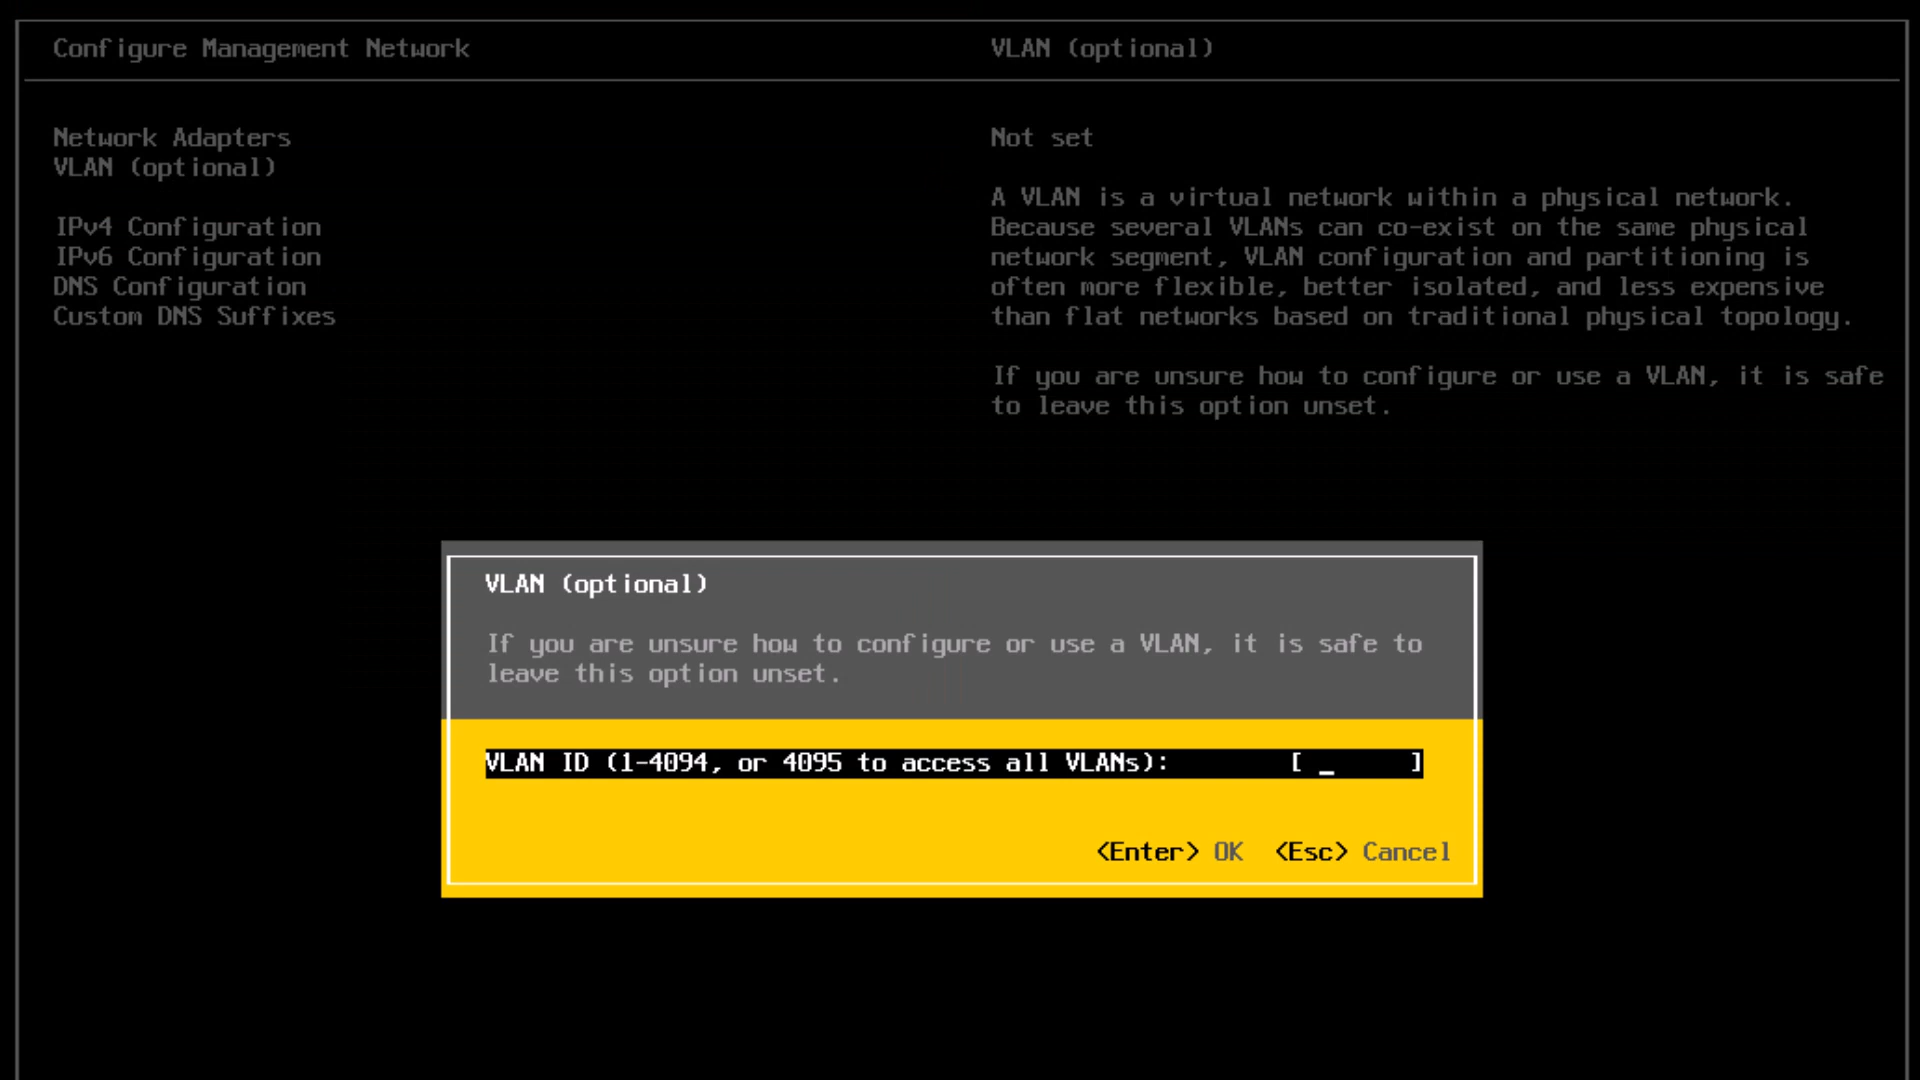 Configure Management Network
VLAN (optional)
Network Adapters
VLAN (optional)
IPv4 Configuration
IPv6 Configuration
DNS Configuration
Custom DNS Suffixes
Not set
A VLAN is a virtual network within a physical network.
Because several VLANs can co-exist on the same physical
network segment, VLAN configuration and partitioning is
often more flexible, better isolated, and less expensive
than flat networks based on traditional physical topology.
If you are unsure how to configure or use a VLAN, it is safe
to leave this option unset.
VLAN (optional)
If you are unsure how to configure or use a VLAN, it is safe to
leave this option unset.
VLAN ID (1-4094, or 4095 to access all VLANs): [ _ ]
<Enter> OK <Esc> Cancel